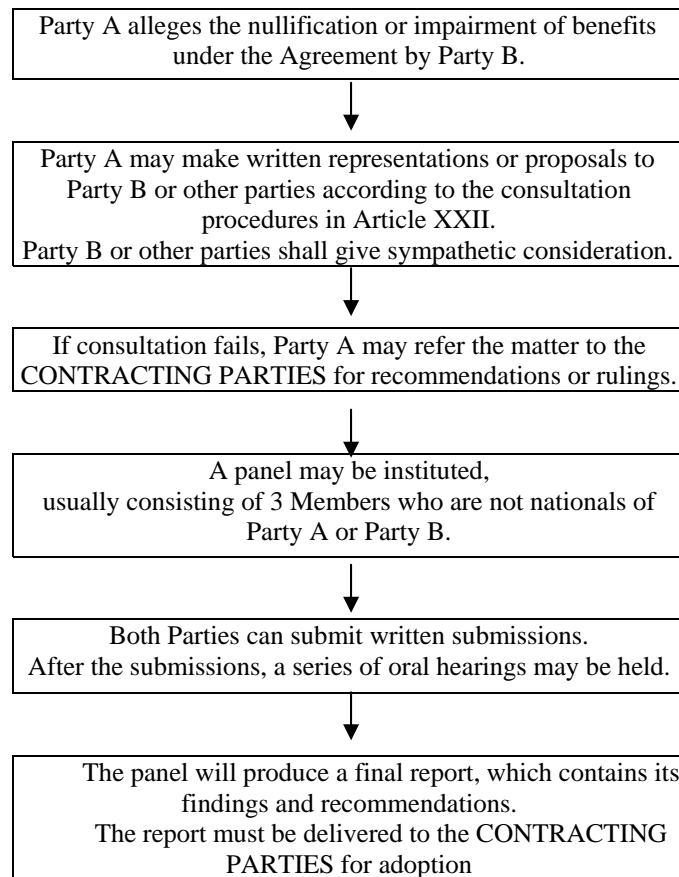 Party A alleges the nullification or impairment of benefits
under the Agreement by Party B.
Party A may make written representations or proposals to
Party B or other parties according to the consultation
procedures in Article XXII.
Party B or other parties shall give sympathetic consideration.
If consultation fails, Party A may refer the matter to the
CONTRACTING PARTIES for recommendations or rulings.
A panel may be instituted,
usually consisting of 3 Members who are not nationals of
Party A or Party B.
Both Parties can submit written submissions.
After the submissions, a series of oral hearings may be held.
The panel will produce a final report, which contains its
findings and recommendations.
The report must be delivered to the CONTRACTING
PARTIES for adoption